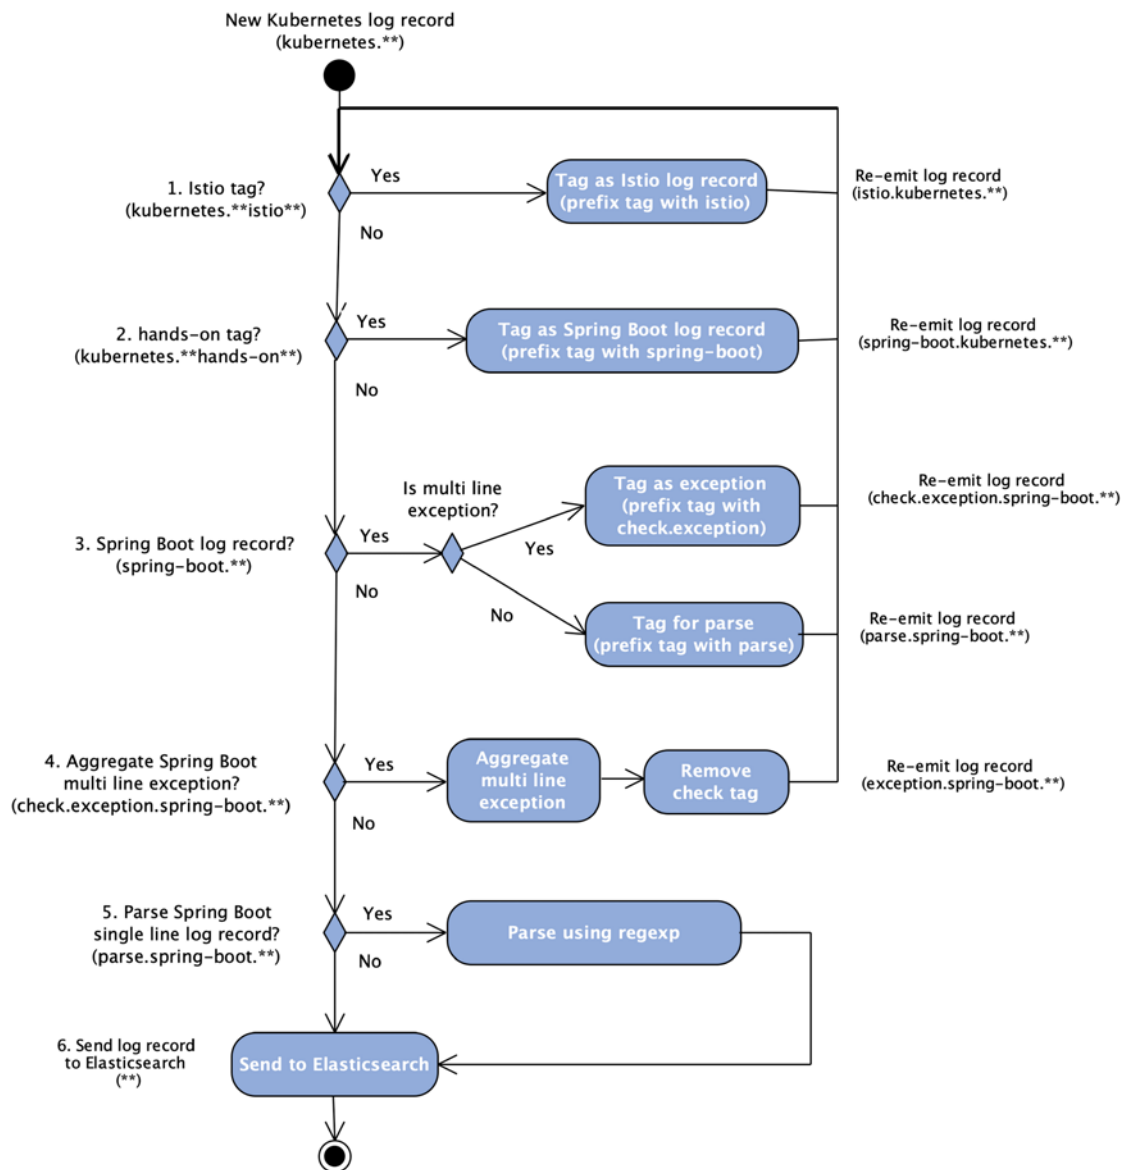 New Kubernetes log record
(kubernetes.**)
1. Istio tag?
(kubernetes.**istio**)
Yes
No
Tag as Istio log record
(prefix tag with istio)
Re-emit log record
(istio.kubernetes.**)
2. hands-on tag?
(kubernetes.**hands-on**)
Yes
No
Tag as Spring Boot log record
(prefix tag with spring-boot)
Re-emit log record
(spring-boot.kubernetes.**)
3. Spring Boot log record?
(spring-boot.**)
Yes
No
Is multi line
exception?
Yes
No
Tag as exception
(prefix tag with
check.exception)
Re-emit log record
(check.exception.spring-boot.**)
Tag for parse
(prefix tag with parse)
Re-emit log record
(parse.spring-boot.**)
4. Aggregate Spring Boot
multi line exception?
(check.exception.spring-boot.**)
Yes
No
Aggregate
multi line
exception
Remove
check tag
Re-emit log record
(exception.spring-boot.**)
5. Parse Spring Boot
single line log record?
(parse.spring-boot.**)
Yes
No
Parse using regexp
6. Send log record
to Elasticsearch
(**)
Send to Elasticsearch